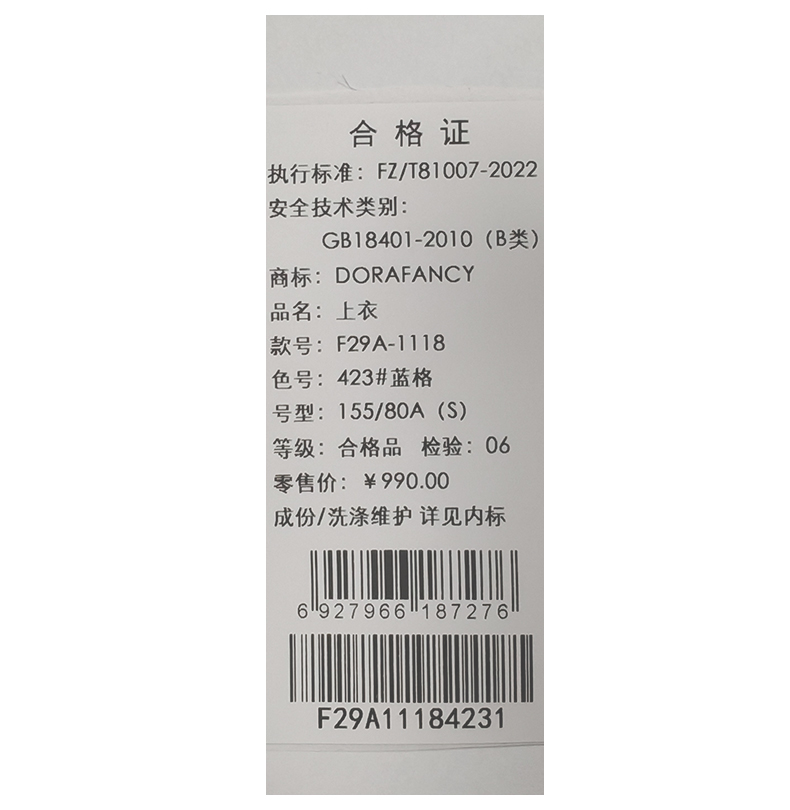 合格证
执行标准：FZ/T81007-2022
安全技术类别：
GB18401-2010（B类）
商标：DORAFANCY
品名：上衣
款号：F29A-1118
色号：423#蓝格
号型：155/80A（S）
等级：合格品 检验：06
零售价：￥990.00
成份/洗涤维护 详见内标
6 927966 187276
F29A11184231